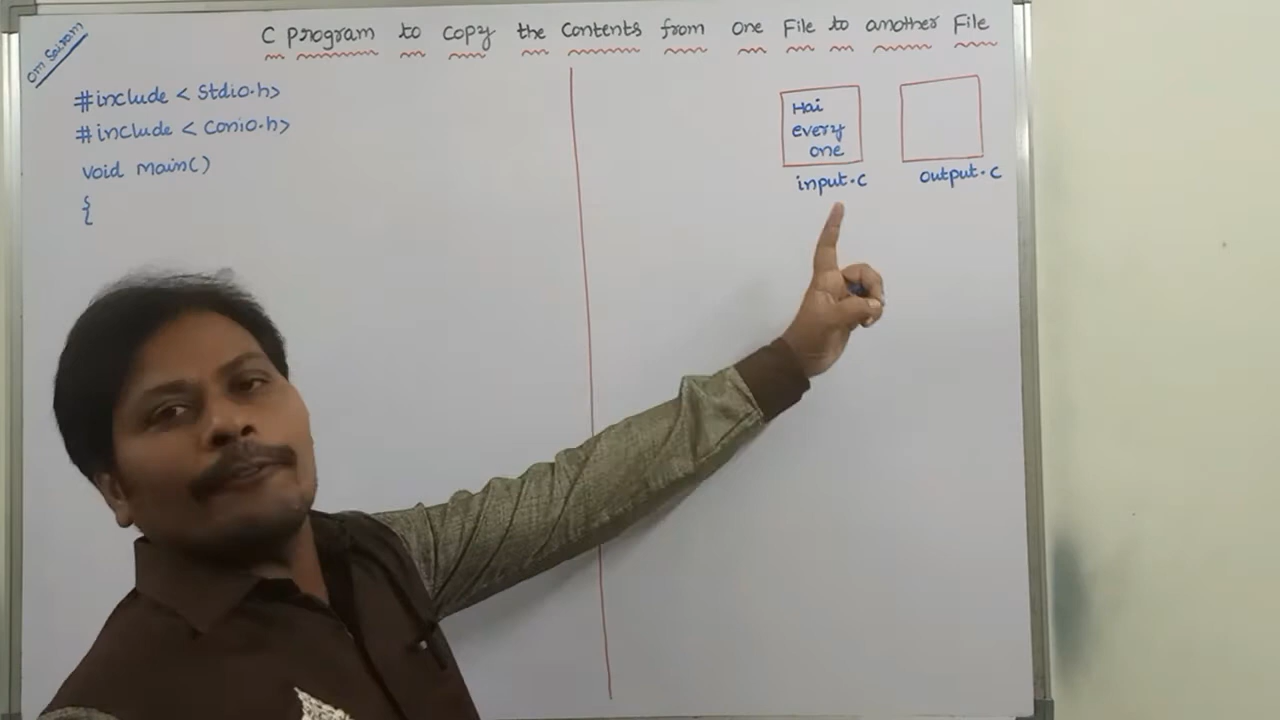 Om Sairam
C program to copy the Contents from one File to another File
#include < Stdio.h>
#include < Conio.h>
void main()
{
Hai
every
one
input.c
output.c